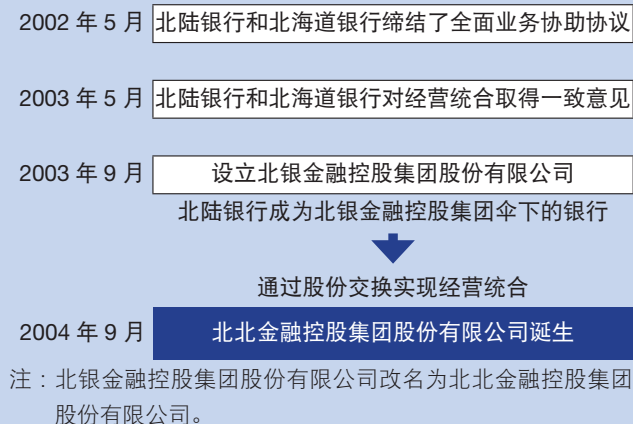 2002 年 5 月 北陆银行和北海道银行缔结了全面业务协助协议
2003 年 5 月 北陆银行和北海道银行对经营统合取得一致意见
2003 年 9 月 设立北银金融控股集团股份有限公司
北陆银行成为北银金融控股集团伞下的银行
通过股份交换实现经营统合
2004 年 9 月 北北金融控股集团股份有限公司诞生
注：北银金融控股集团股份有限公司改名为北北金融控股集团
股份有限公司。